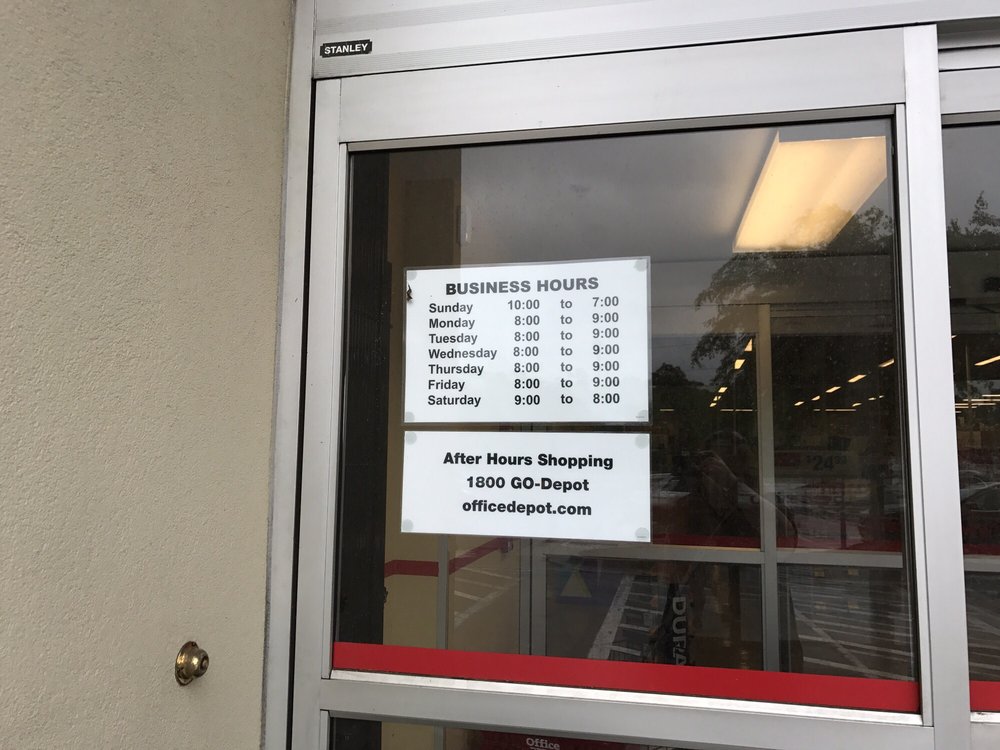 STANLEY
BUSINESS HOURS
Sunday 10:00 to 7:00
Monday 8:00 to 9:00
Tuesday 8:00 to 9:00
Wednesday 8:00 to 9:00
Thursday 8:00 to 9:00
Friday 8:00 to 9:00
Saturday 9:00 to 8:00
After Hours Shopping
1800 GO-Depot
officedepot.com
Office